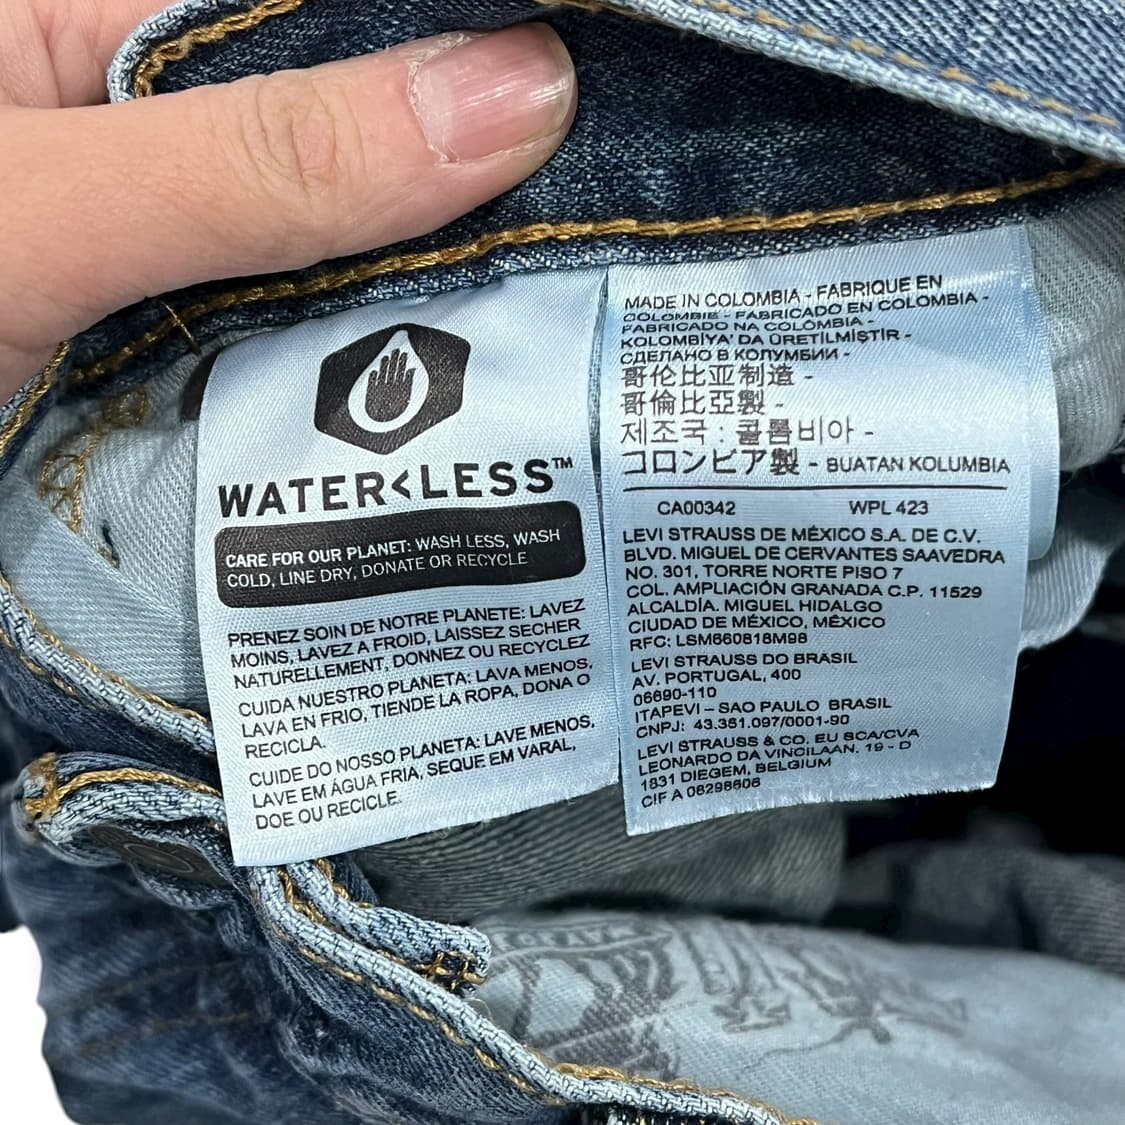 WATER<LESS™
CARE FOR OUR PLANET: WASH LESS, WASH
COLD, LINE DRY, DONATE OR RECYCLE
PRENEZ SOIN DE NOTRE PLANETE: LAVEZ
MOINS, LAVEZ A FROID, LAISSEZ SECHER
NATURELLEMENT, DONNEZ OU RECYCLEZ
CUIDA NUESTRO PLANETA: LAVA MENOS,
LAVA EN FRIO, TIENDE LA ROPA, DONA O
RECICLA.
CUIDE DO NOSSO PLANETA: LAVE MENOS,
LAVE EM ÁGUA FRIA, SEQUE EM VARAL,
DOE OU RECICLE.
MADE IN COLOMBIA - FABRIQUE EN
COLOMBIE - FABRICADO EN COLOMBIA -
FABRICADO NA COLÔMBIA -
KOLOMBİYA' DA ÜRETİLMİŞTİR -
СДЕЛАНО В КОЛУМБИИ -
哥伦比亚制造 -
哥倫比亞製 -
제조국 : 콜롬비아 -
コロンビア製 - BUATAN KOLUMBIA
CA00342 WPL 423
LEVI STRAUSS DE MÉXICO S.A. DE C.V.
BLVD. MIGUEL DE CERVANTES SAAVEDRA
NO. 301, TORRE NORTE PISO 7
COL. AMPLIACIÓN GRANADA C.P. 11529
ALCALDÍA. MIGUEL HIDALGO
CIUDAD DE MÉXICO, MÉXICO
RFC: LSM660818M98
LEVI STRAUSS DO BRASIL
AV. PORTUGAL, 400
06690-110
ITAPEVI – SAO PAULO BRASIL
CNPJ: 43.351.097/0001-90
LEVI STRAUSS & CO. EU BCA/CVA
LEONARDO DA VINCILAAN, 19 - D
1831 DIEGEM, BELGIUM
CIF A 08298606